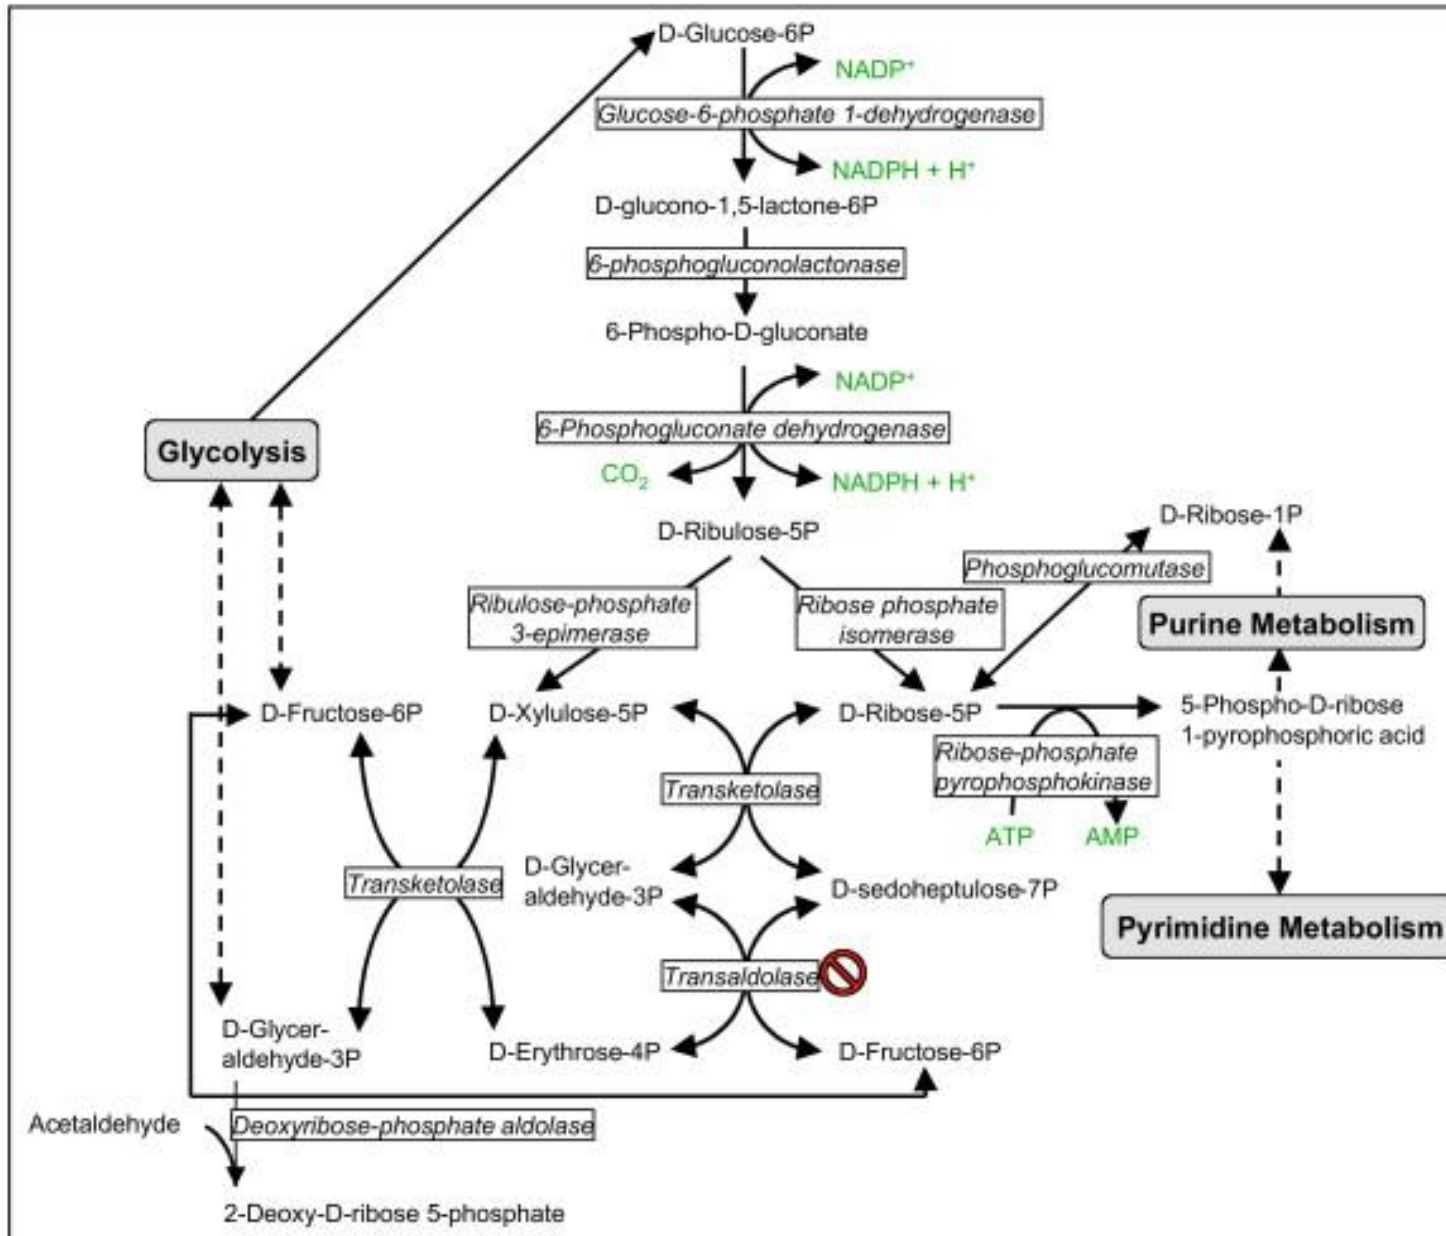 D-Glucose-6P
NADP⁺
Glucose-6-phosphate 1-dehydrogenase
NADPH + H⁺
D-glucono-1,5-lactone-6P
6-phosphogluconolactonase
6-Phospho-D-gluconate
NADP⁺
6-Phosphogluconate dehydrogenase
Glycolysis
CO₂
NADPH + H⁺
D-Ribulose-5P
D-Ribose-1P
Phosphoglucomutase
Ribulose-phosphate
3-epimerase
Ribose phosphate
isomerase
Purine Metabolism
D-Fructose-6P
D-Xylulose-5P
D-Ribose-5P
5-Phospho-D-ribose
1-pyrophosphoric acid
Ribose-phosphate
pyrophosphokinase
Transketolase
ATP
AMP
Transketolase
D-Glycer-
aldehyde-3P
D-sedoheptulose-7P
Pyrimidine Metabolism
Transaldolase
D-Glycer-
aldehyde-3P
D-Erythrose-4P
D-Fructose-6P
Acetaldehyde
Deoxyribose-phosphate aldolase
2-Deoxy-D-ribose 5-phosphate